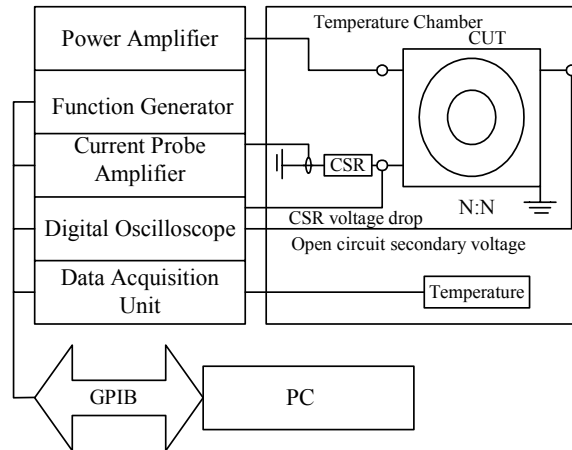 Power Amplifier
Function Generator
Current Probe
Amplifier
Digital Oscilloscope
Data Acquisition
Unit
Temperature Chamber
CUT
CSR
N:N
CSR voltage drop
Open circuit secondary voltage
Temperature
GPIB
PC